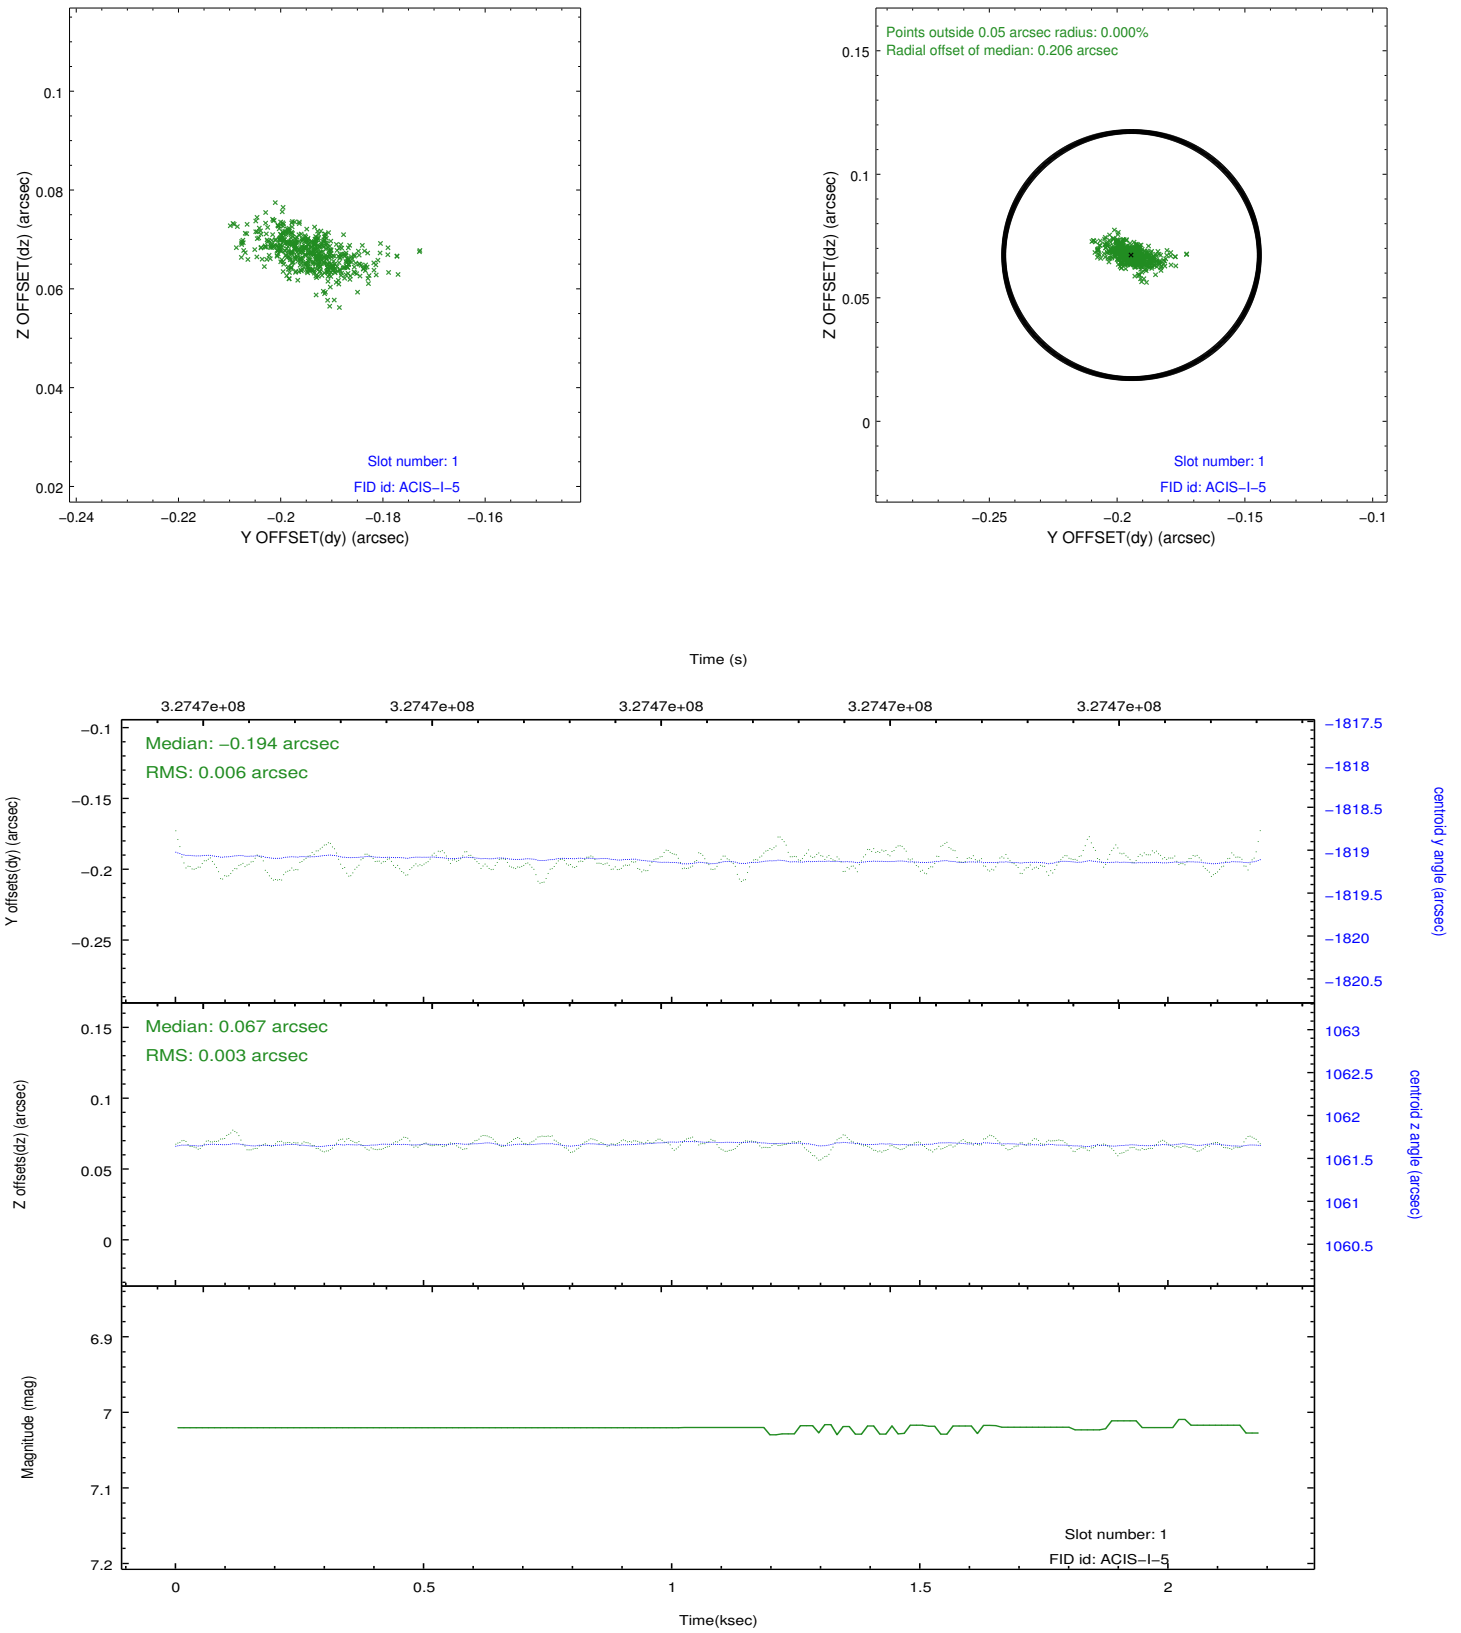 0.1
0.08
0.06
0.04
0.02
Z OFFSET(dz) (arcsec)
Slot number: 1
FID id: ACIS−I−5
−0.24 −0.22 −0.2 −0.18 −0.16
Y OFFSET(dy) (arcsec)
Points outside 0.05 arcsec radius: 0.000%
Radial offset of median: 0.206 arcsec
0.15
0.1
0.05
0
Z OFFSET(dz) (arcsec)
Slot number: 1
FID id: ACIS−I−5
−0.25 −0.2 −0.15 −0.1
Y OFFSET(dy) (arcsec)
Time (s)
3.2747e+08 3.2747e+08 3.2747e+08 3.2747e+08 3.2747e+08
Median: −0.194 arcsec
RMS: 0.006 arcsec
−0.1
−0.15
−0.2
−0.25
Y offsets(dy) (arcsec)
−1817.5
−1818
−1818.5
−1819
−1819.5
−1820
−1820.5
centroid y angle (arcsec)
Median: 0.067 arcsec
RMS: 0.003 arcsec
0.15
0.1
0.05
0
Z offsets(dz) (arcsec)
1063
1062.5
1062
1061.5
1061
1060.5
centroid z angle (arcsec)
6.9
7
7.1
7.2
Magnitude (mag)
Slot number: 1
FID id: ACIS−I−5
0 0.5 1 1.5 2
Time(ksec)